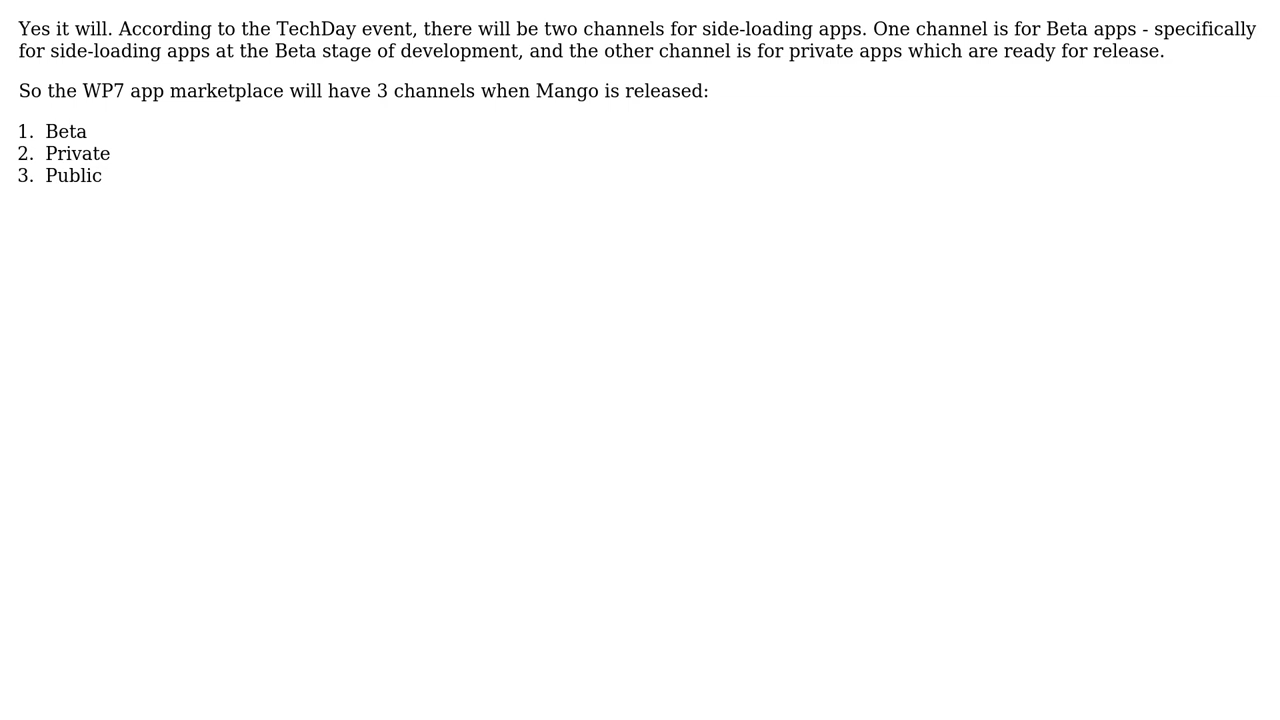 Yes it will. According to the TechDay event, there will be two channels for side-loading apps. One channel is for Beta apps - specifically
for side-loading apps at the Beta stage of development, and the other channel is for private apps which are ready for release.
So the WP7 app marketplace will have 3 channels when Mango is released:
1. Beta
2. Private
3. Public